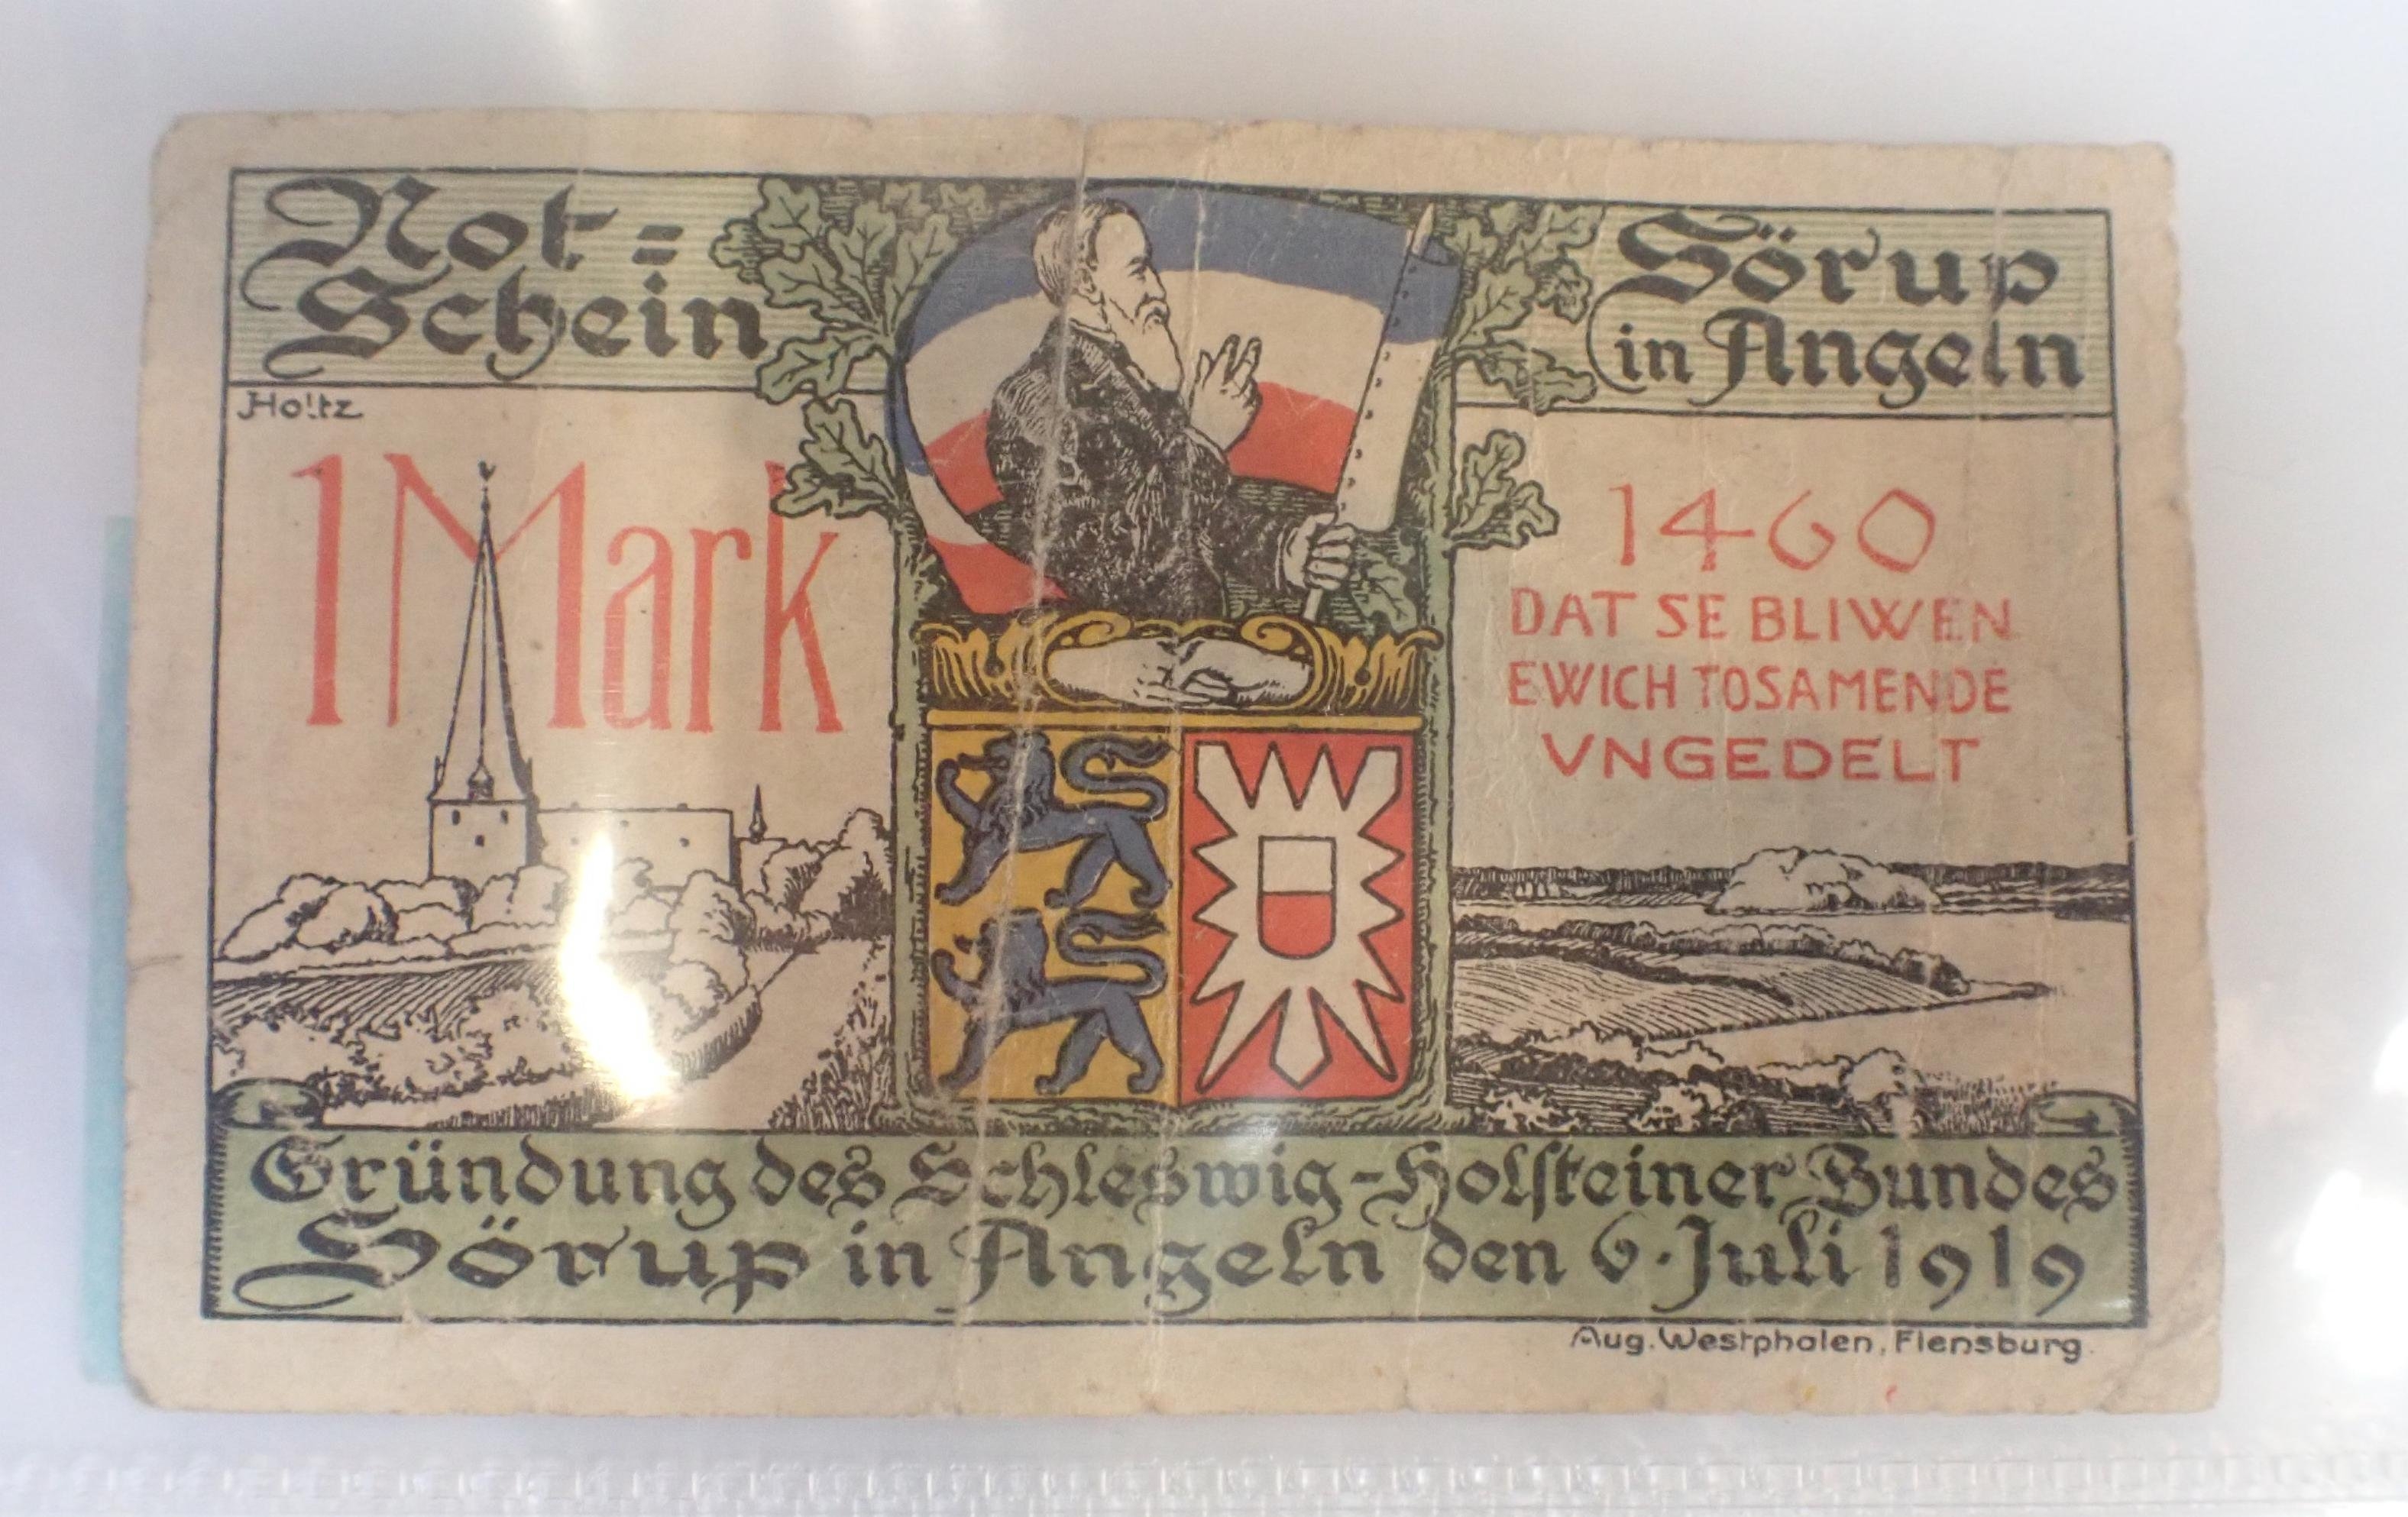 Not=
Schein
Sörup
in Angeln
JHoltz
1 Mark
1460
DAT SE BLIWEN
EWICH TOSAMENDE
VNGEDELT
Gründung des Schleswig-Holsteiner Bundes
Sörup in Angeln den 6. Juli 1919
Aug. Westphalen, Flensburg.